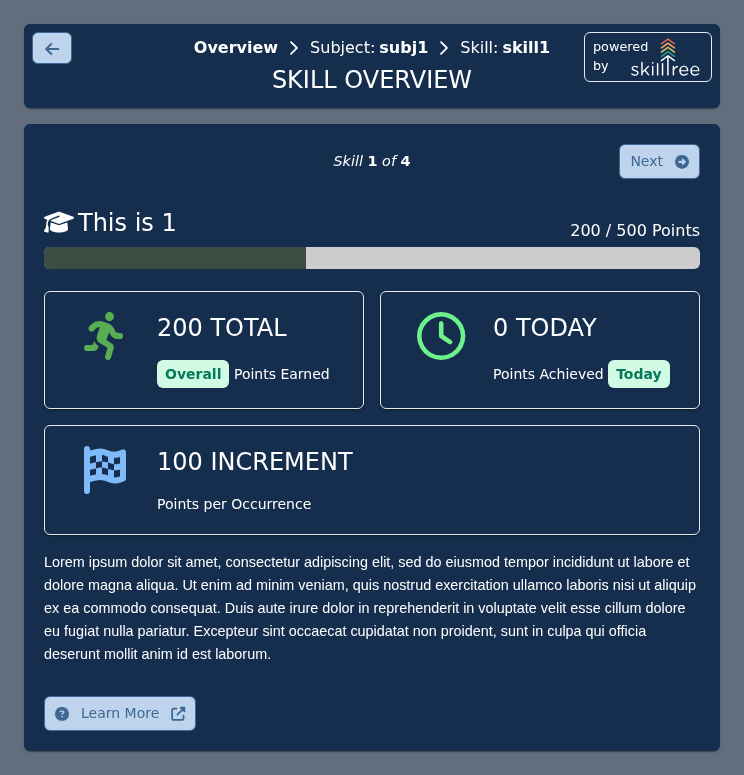 Overview > Subject: subj1 > Skill: skill1
SKILL OVERVIEW
powered
by skilltree
Skill 1 of 4
Next
This is 1
200 / 500 Points
200 TOTAL
Overall Points Earned
0 TODAY
Points Achieved Today
100 INCREMENT
Points per Occurrence
Lorem ipsum dolor sit amet, consectetur adipiscing elit, sed do eiusmod tempor incididunt ut labore et
dolore magna aliqua. Ut enim ad minim veniam, quis nostrud exercitation ullamco laboris nisi ut aliquip
ex ea commodo consequat. Duis aute irure dolor in reprehenderit in voluptate velit esse cillum dolore
eu fugiat nulla pariatur. Excepteur sint occaecat cupidatat non proident, sunt in culpa qui officia
deserunt mollit anim id est laborum.
Learn More